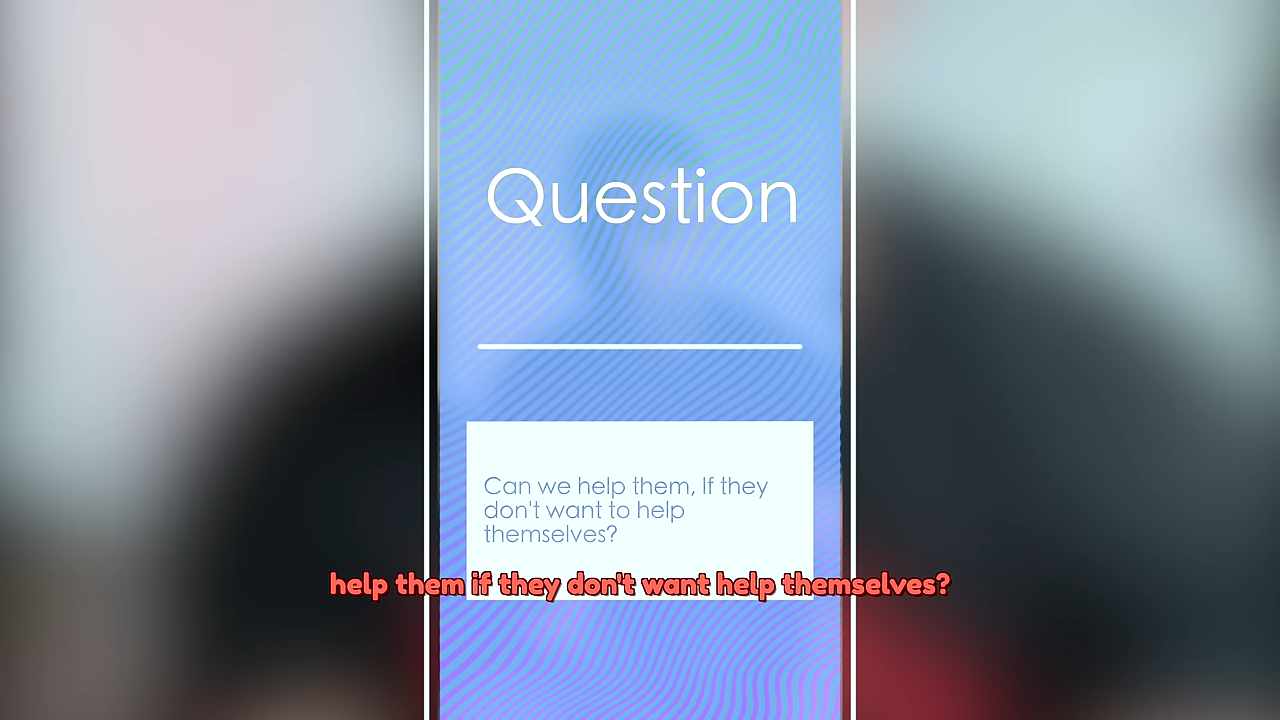 Question
Can we help them, If they
don't want to help
themselves?
help them if they don't want help themselves?